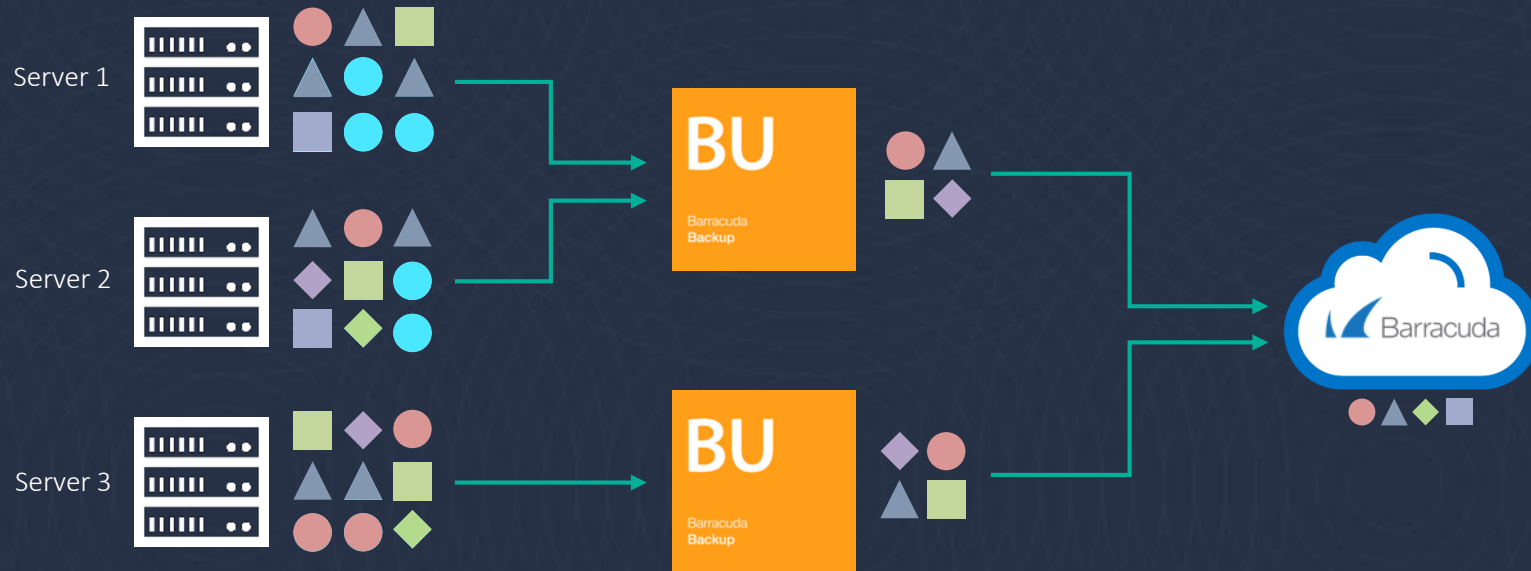 Server 1
BU
Barracuda
Backup
Server 2
Barracuda
Server 3
BU
Barracuda
Backup